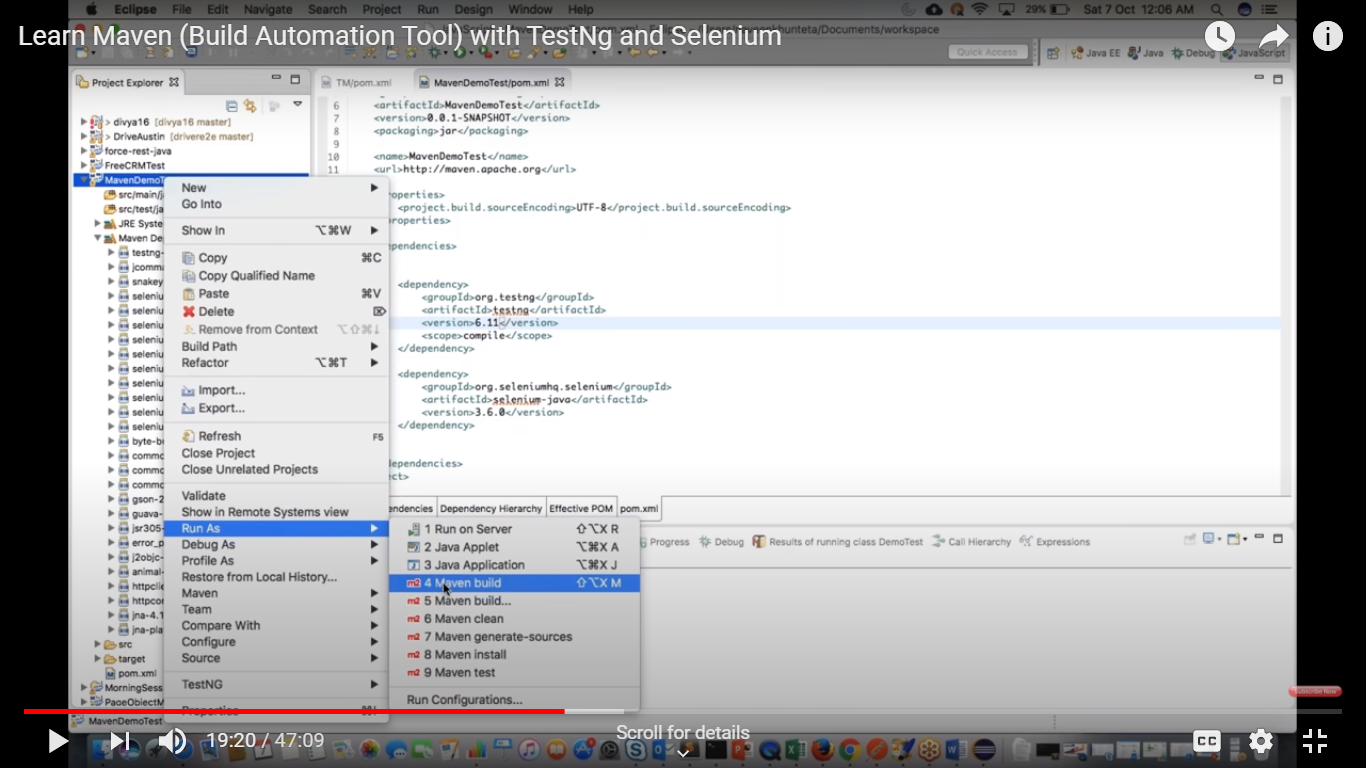 Eclipse File Edit Navigate Search Project Run Design Window Help 29% Sat 7 Oct 12:06 AM
Learn Maven (Build Automation Tool) with TestNg and Selenium
Quick Access Java EE Java Debug JavaScript
Project Explorer
TM/pom.xml MavenDemoTest/pom.xml
> divya16 [divya16 master]
> DriveAustin [drivere2e master]
force-rest-java
FreeCRMTest
MavenDemoT
src/main/j
src/test/ja
JRE Syste
Maven De
testng-
jcomm
snakey
seleniu
seleniu
seleniu
seleniu
seleniu
seleniu
seleniu
seleniu
seleniu
seleniu
byte-b
commo
commo
commo
gson-2
guava-
jsr305-
error_p
j2objc-
animal-
httpclie
httpcor
jna-4.1
jna-pla
src
target
pom.xml
MorningSess
PageObjectM
6 <artifactId>MavenDemoTest</artifactId>
7 <version>0.0.1-SNAPSHOT</version>
8 <packaging>jar</packaging>
9
10 <name>MavenDemoTest</name>
11 <url>http://maven.apache.org</url>
roperties>
<project.build.sourceEncoding>UTF-8</project.build.sourceEncoding>
properties>
ependencies>
<dependency>
<groupId>org.testng</groupId>
<artifactId>testng</artifactId>
<version>6.11</version>
<scope>compile</scope>
</dependency>
<dependency>
<groupId>org.seleniumhq.selenium</groupId>
<artifactId>selenium-java</artifactId>
<version>3.6.0</version>
</dependency>
dependencies>
ct>
New
Go Into
Show In ⌥⌘W
Copy ⌘C
Copy Qualified Name
Paste ⌘V
Delete ⌦
Remove from Context ⌥⇧⌘↓
Build Path
Refactor ⌥⌘T
Import...
Export...
Refresh F5
Close Project
Close Unrelated Projects
Validate
Show in Remote Systems view
Run As
Debug As
Profile As
Restore from Local History...
Maven
Team
Compare With
Configure
Source
TestNG
Properties ⌘I
endencies Dependency Hierarchy Effective POM pom.xml
Progress Debug Results of running class DemoTest Call Hierarchy Expressions
1 Run on Server ⇧⌥X R
2 Java Applet ⌥⌘X A
3 Java Application ⌥⌘X J
4 Maven build ⇧⌥X M
5 Maven build...
6 Maven clean
7 Maven generate-sources
8 Maven install
9 Maven test
Run Configurations...
Subscribe Now
MavenDemoTest
19:20 / 47:09
Scroll for details
CC